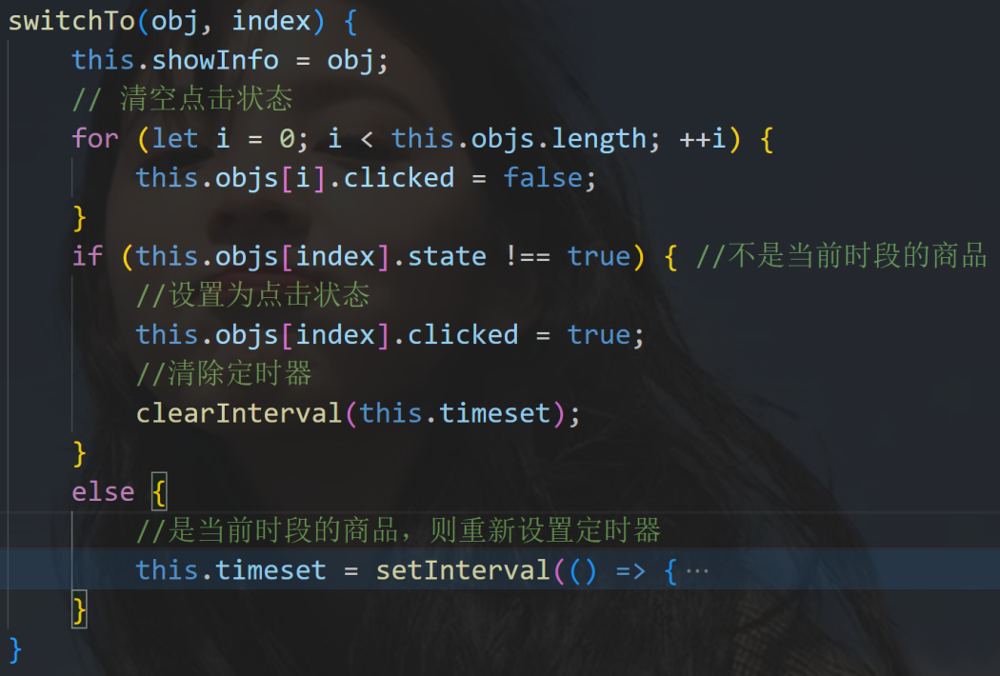 switchTo(obj, index) {
    this.showInfo = obj;
    // 清空点击状态
    for (let i = 0; i < this.objs.length; ++i) {
        this.objs[i].clicked = false;
    }
    if (this.objs[index].state !== true) { //不是当前时段的商品
        //设置为点击状态
        this.objs[index].clicked = true;
        //清除定时器
        clearInterval(this.timeset);
    }
    else {
        //是当前时段的商品，则重新设置定时器
        this.timeset = setInterval(() => {…
    }
}